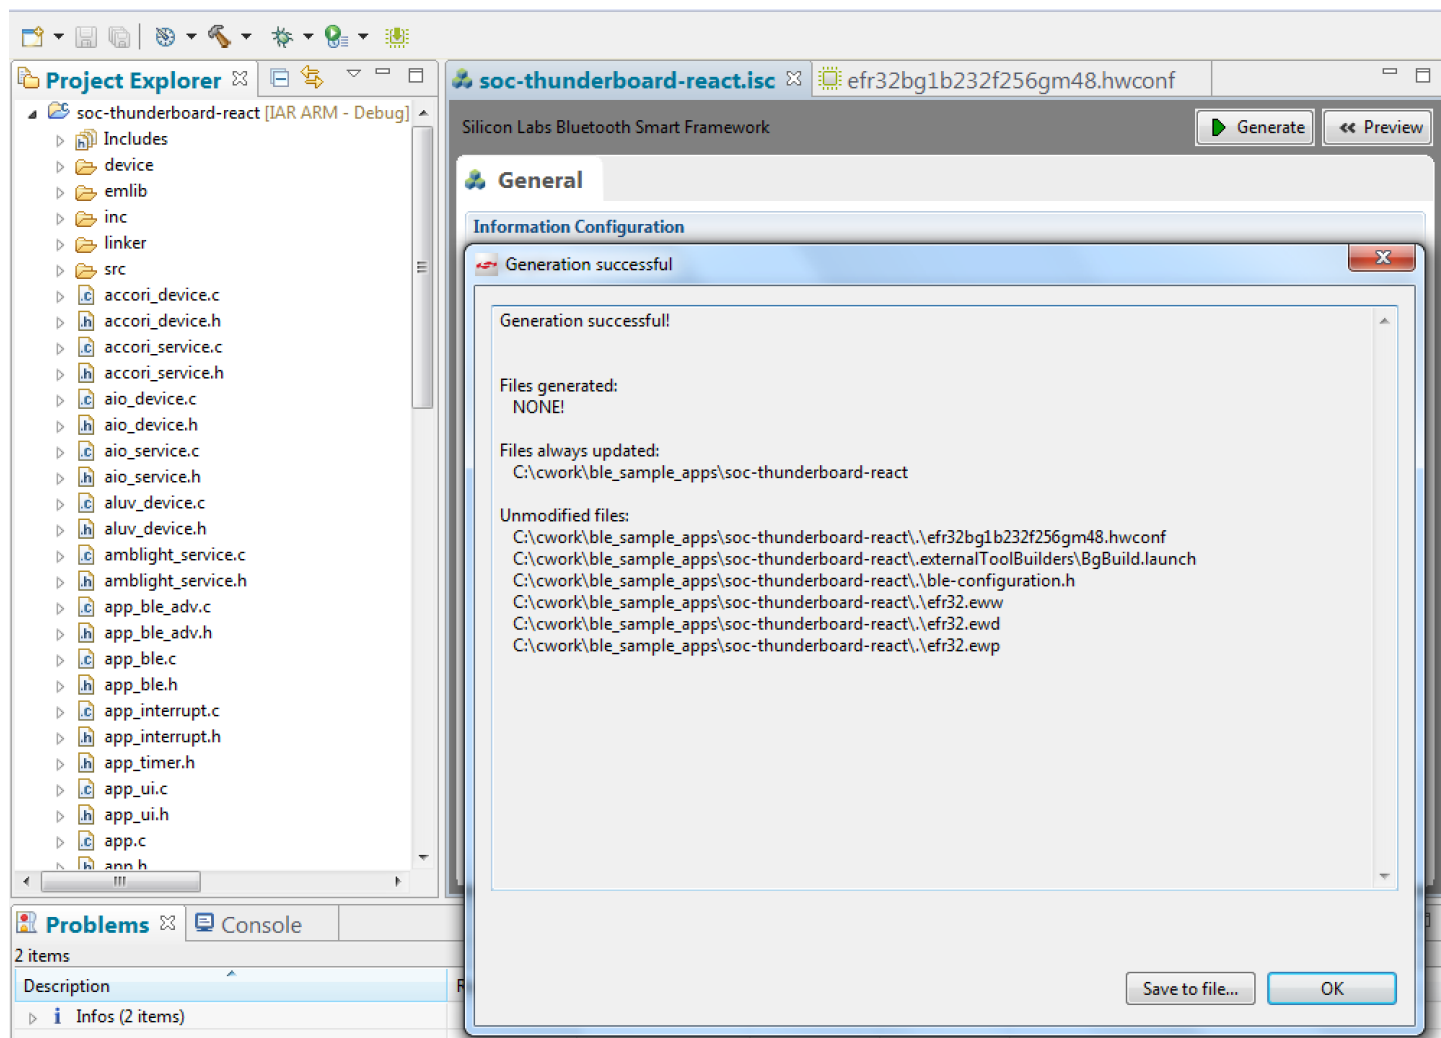 Project Explorer
soc-thunderboard-react [IAR ARM - Debug]
Includes
device
emlib
inc
linker
src
accori_device.c
accori_device.h
accori_service.c
accori_service.h
aio_device.c
aio_device.h
aio_service.c
aio_service.h
aluv_device.c
aluv_device.h
amblight_service.c
amblight_service.h
app_ble_adv.c
app_ble_adv.h
app_ble.c
app_ble.h
app_interrupt.c
app_interrupt.h
app_timer.h
app_ui.c
app_ui.h
app.c
app.h
soc-thunderboard-react.isc
efr32bg1b232f256gm48.hwconf
Silicon Labs Bluetooth Smart Framework
Generate
Preview
General
Information Configuration
Generation successful
Generation successful!
Files generated:
NONE!
Files always updated:
C:\cwork\ble_sample_apps\soc-thunderboard-react
Unmodified files:
C:\cwork\ble_sample_apps\soc-thunderboard-react\.\efr32bg1b232f256gm48.hwconf
C:\cwork\ble_sample_apps\soc-thunderboard-react\.externalToolBuilders\BgBuild.launch
C:\cwork\ble_sample_apps\soc-thunderboard-react\.\ble-configuration.h
C:\cwork\ble_sample_apps\soc-thunderboard-react\.\efr32.eww
C:\cwork\ble_sample_apps\soc-thunderboard-react\.\efr32.ewd
C:\cwork\ble_sample_apps\soc-thunderboard-react\.\efr32.ewp
Save to file...
OK
Problems
Console
2 items
Description
Infos (2 items)